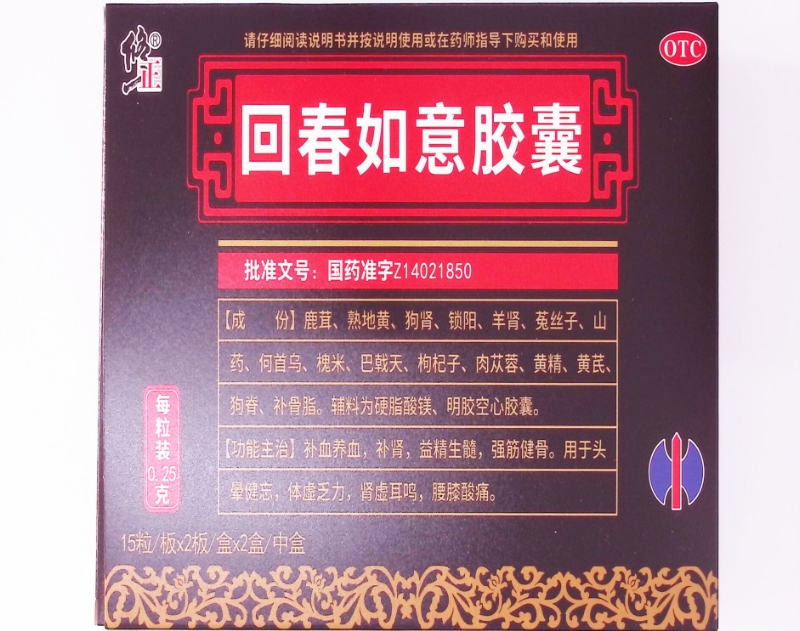 请仔细阅读说明书并按说明使用或在药师指导下购买和使用
修正®
OTC
回春如意胶囊
批准文号：国药准字Z14021850
【成　份】鹿茸、熟地黄、狗肾、锁阳、羊肾、菟丝子、山
药、何首乌、槐米、巴戟天、枸杞子、肉苁蓉、黄精、黄芪、
狗脊、补骨脂。辅料为硬脂酸镁、明胶空心胶囊。
【功能主治】补血养血，补肾，益精生髓，强筋健骨。用于头
晕健忘，体虚乏力，肾虚耳鸣，腰膝酸痛。
每粒装0.25克
15粒/板x2板/盒x2盒/中盒